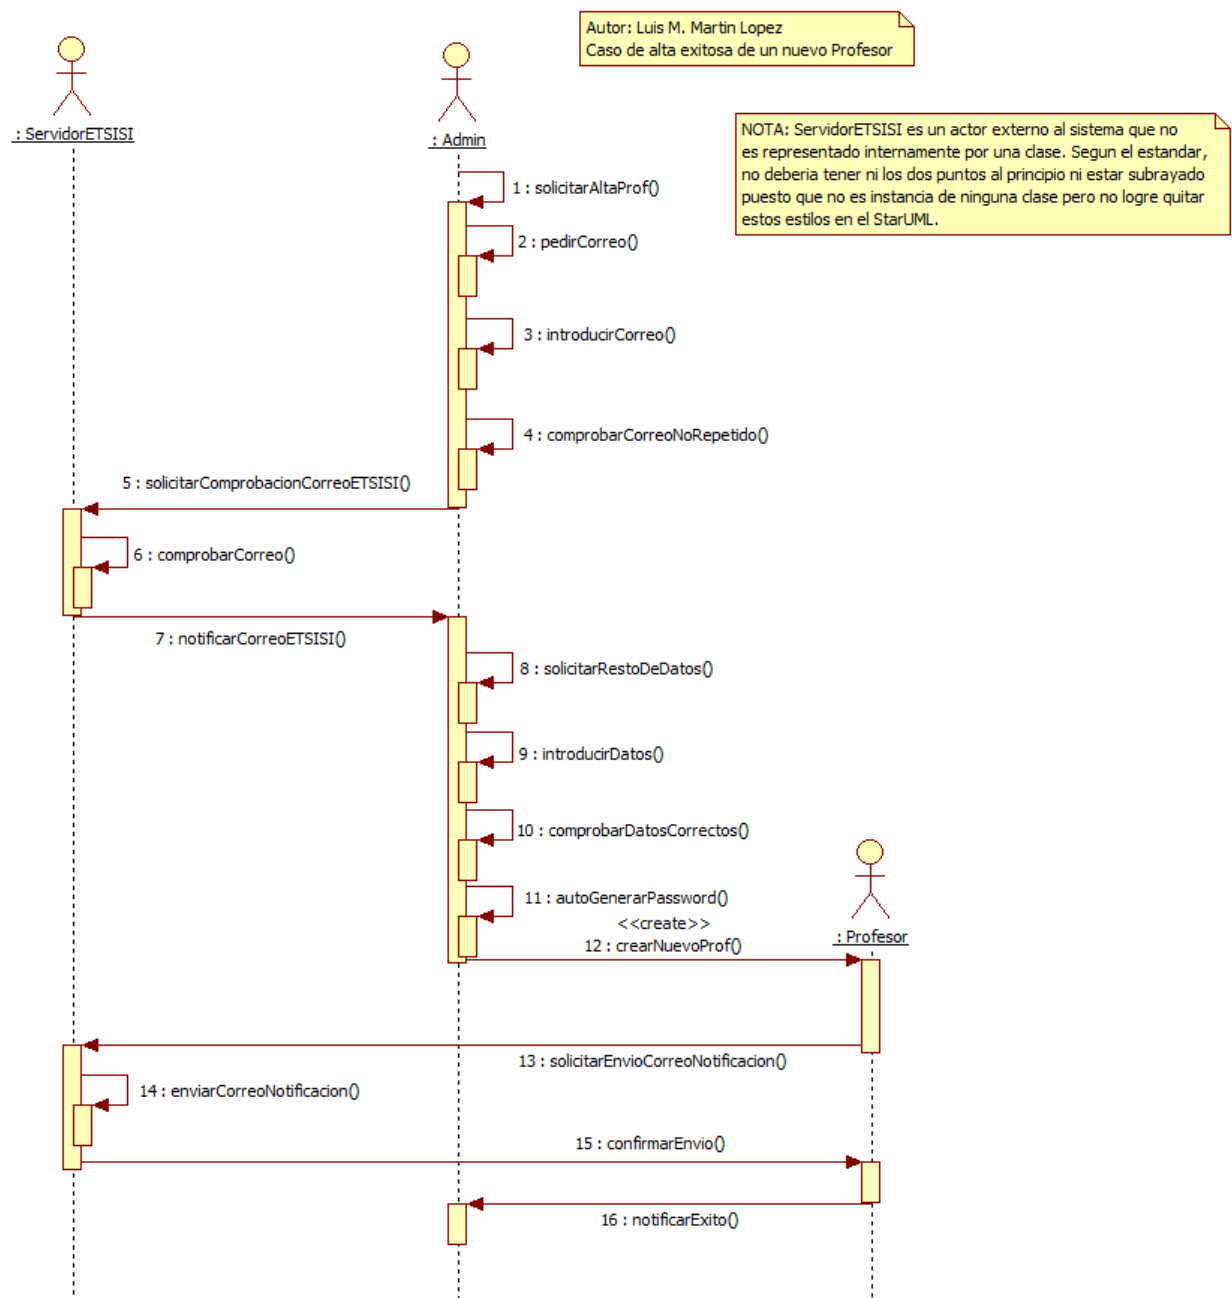 Autor: Luis M. Martin Lopez
Caso de alta exitosa de un nuevo Profesor
: ServidorETSISI
: Admin
NOTA: ServidorETSISI es un actor externo al sistema que no
es representado internamente por una clase. Segun el estandar,
no deberia tener ni los dos puntos al principio ni estar subrayado
puesto que no es instancia de ninguna clase pero no logre quitar
estos estilos en el StarUML.
1 : solicitarAltaProf()
2 : pedirCorreo()
3 : introducirCorreo()
4 : comprobarCorreoNoRepetido()
5 : solicitarComprobacionCorreoETSISI()
6 : comprobarCorreo()
7 : notificarCorreoETSISI()
8 : solicitarRestoDeDatos()
9 : introducirDatos()
10 : comprobarDatosCorrectos()
11 : autoGenerarPassword()
<<create>>
12 : crearNuevoProf()
: Profesor
13 : solicitarEnvioCorreoNotificacion()
14 : enviarCorreoNotificacion()
15 : confirmarEnvio()
16 : notificarExito()